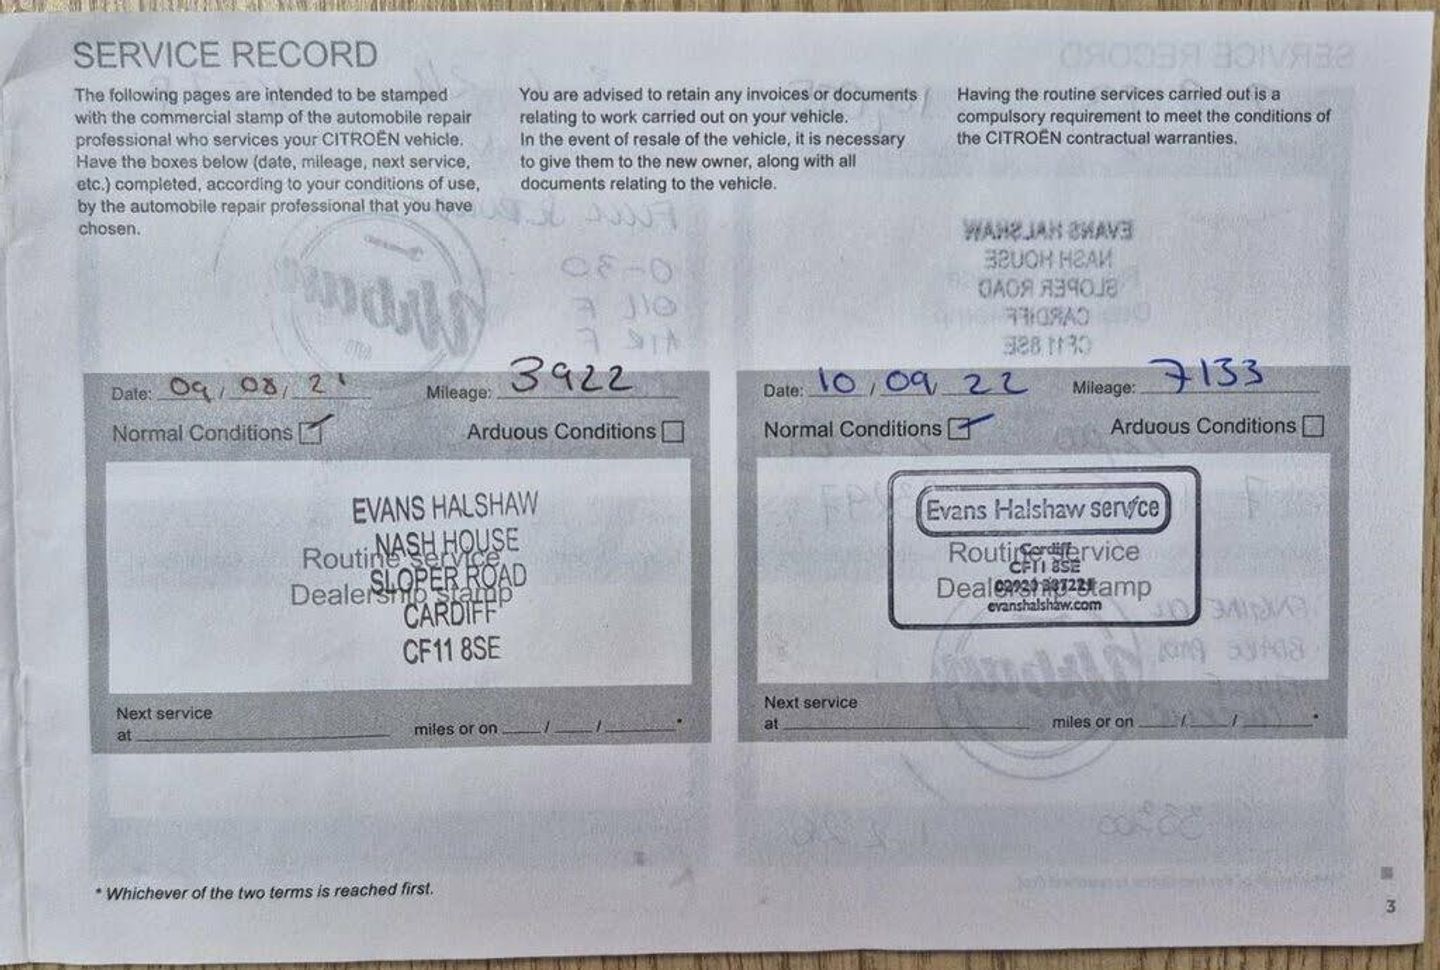 SERVICE RECORD
The following pages are intended to be stamped
with the commercial stamp of the automobile repair
professional who services your CITROËN vehicle.
Have the boxes below (date, mileage, next service,
etc.) completed, according to your conditions of use,
by the automobile repair professional that you have
chosen.
You are advised to retain any invoices or documents
relating to work carried out on your vehicle.
In the event of resale of the vehicle, it is necessary
to give them to the new owner, along with all
documents relating to the vehicle.
Having the routine services carried out is a
compulsory requirement to meet the conditions of
the CITROËN contractual warranties.
EVANS HALSHAW
NASH HOUSE
SLOPER ROAD
CARDIFF
CF11 8SE
Date: 09 / 08 / 21 Mileage: 3922
Normal Conditions Arduous Conditions
EVANS HALSHAW
NASH HOUSE
Routine service
SLOPER ROAD
Dealership stamp
CARDIFF
CF11 8SE
Next service
at miles or on / / *
Date: 10 / 09 22 Mileage: 7133
Normal Conditions Arduous Conditions
Evans Halshaw service
Routine service
Cardiff
CF11 8SE
Dealership stamp
evanshalshaw.com
Next service
at miles or on / / *
* Whichever of the two terms is reached first.
3